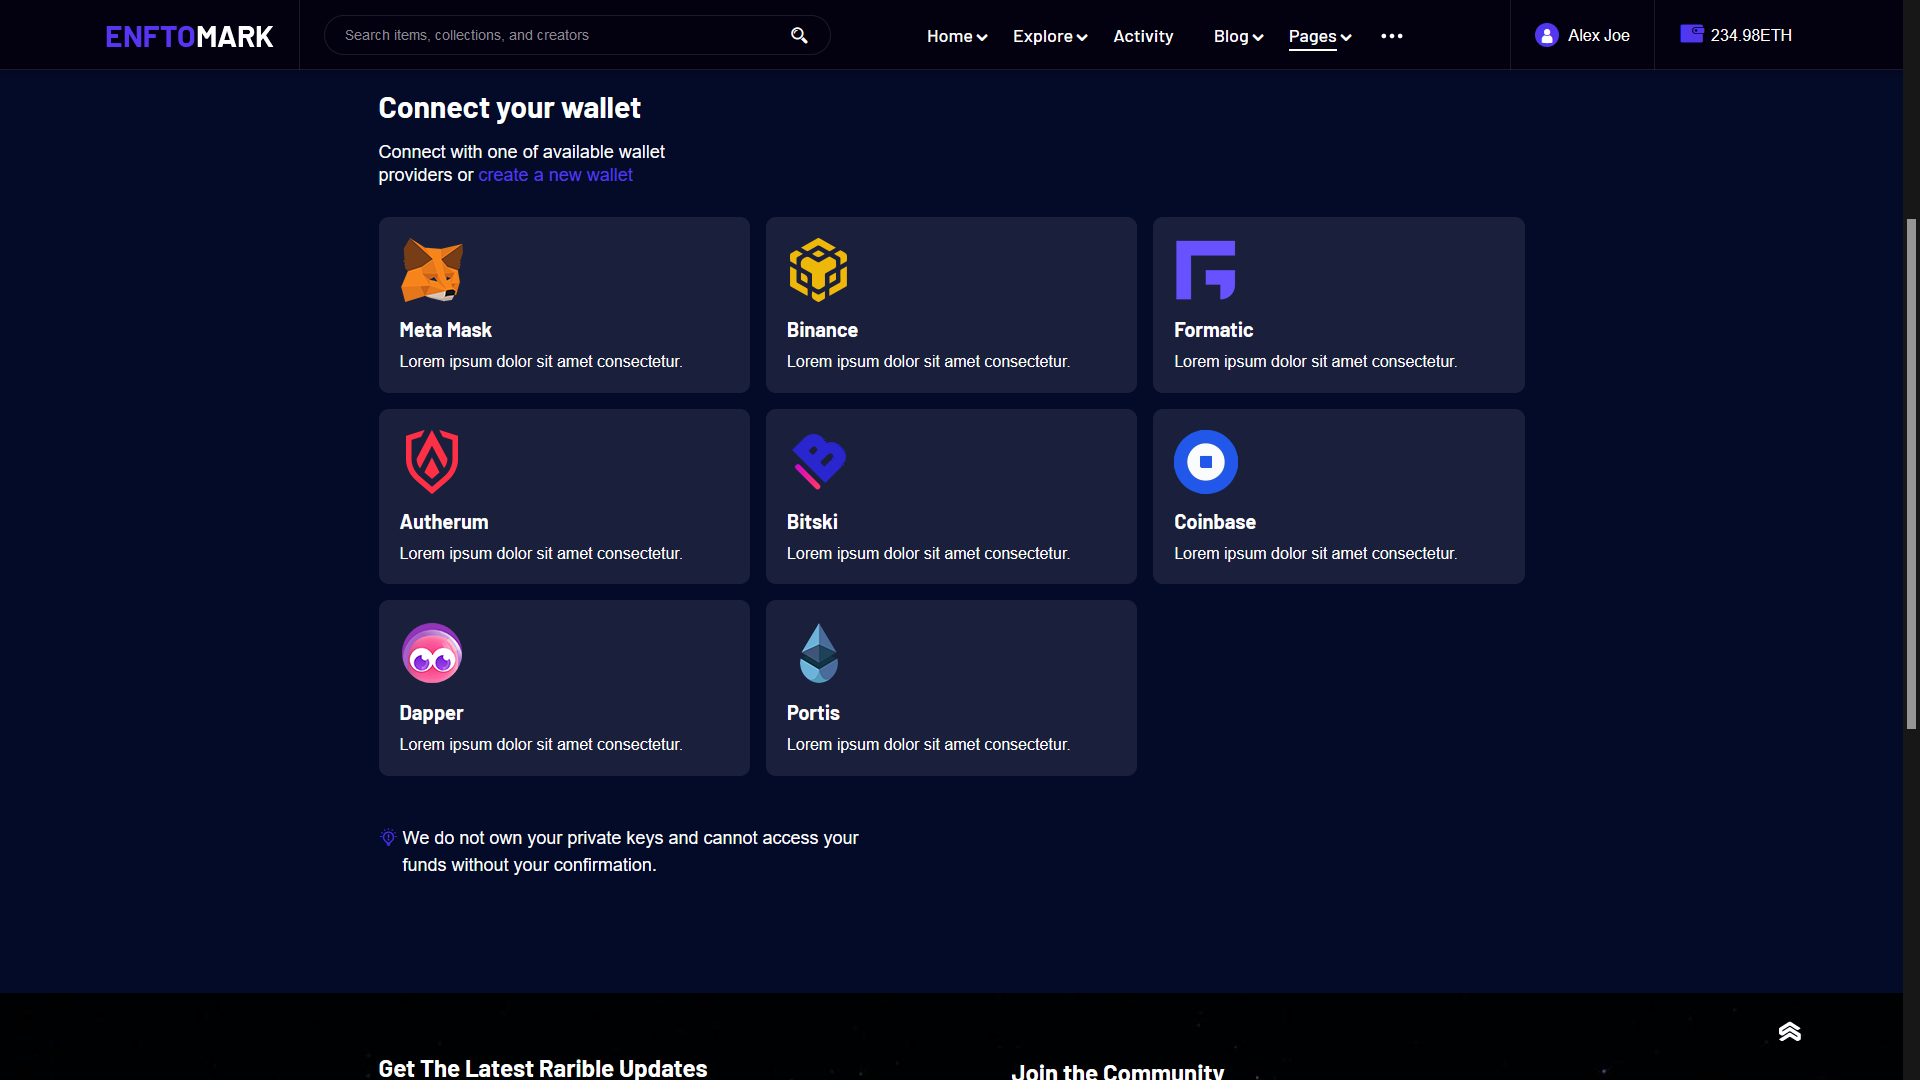 ENFTOMARK
Search items, collections, and creators
Home
Explore
Activity
Blog
Pages
Alex Joe
234.98ETH
Connect your wallet
Connect with one of available wallet
providers or create a new wallet
Meta Mask
Lorem ipsum dolor sit amet consectetur.
Binance
Lorem ipsum dolor sit amet consectetur.
Formatic
Lorem ipsum dolor sit amet consectetur.
Autherum
Lorem ipsum dolor sit amet consectetur.
Bitski
Lorem ipsum dolor sit amet consectetur.
Coinbase
Lorem ipsum dolor sit amet consectetur.
Dapper
Lorem ipsum dolor sit amet consectetur.
Portis
Lorem ipsum dolor sit amet consectetur.
We do not own your private keys and cannot access your
funds without your confirmation.
Get The Latest Rarible Updates
Join the Community